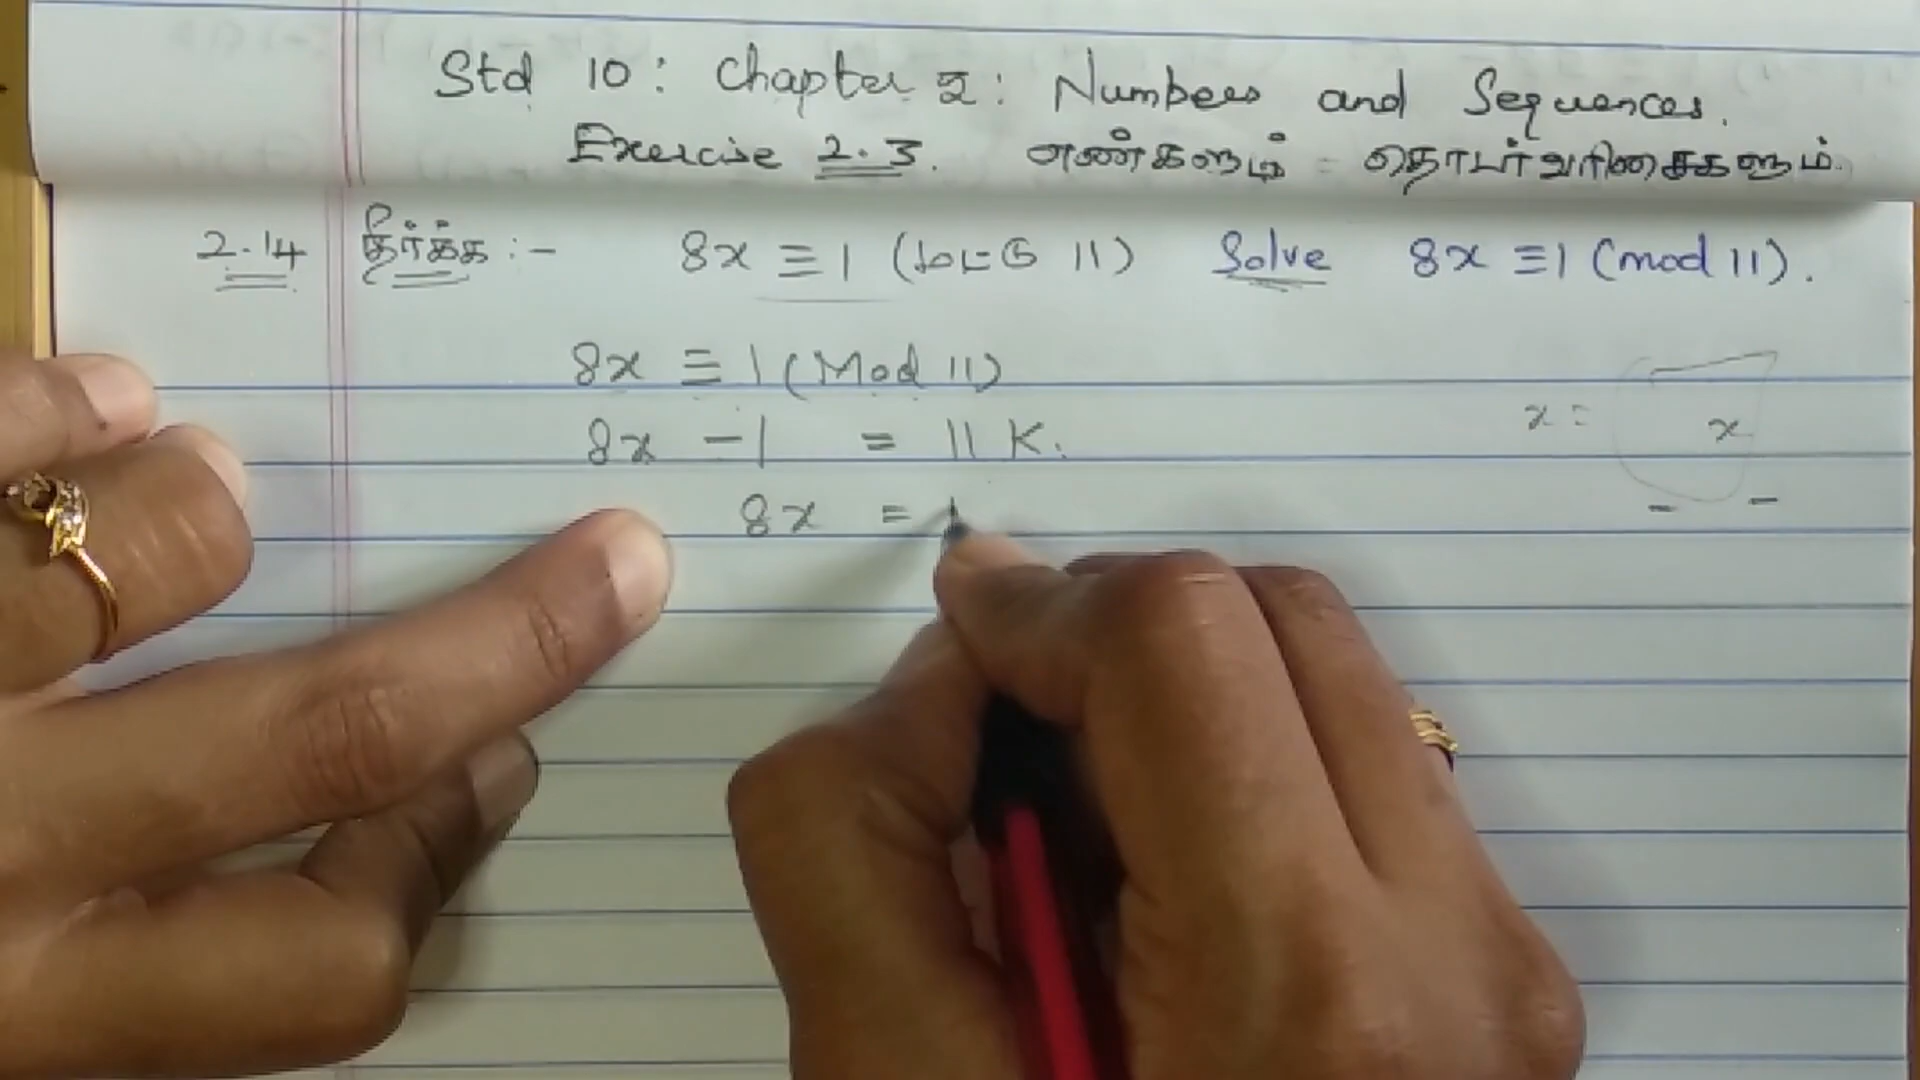 Std 10: Chapter 2: Numbers and Sequences.
Exercise 2.3. எண்களும் தொடர்வரிசைகளும்.
2.14 தீர்க்க :- 8x ≡ 1 (மட்டு 11) Solve 8x ≡ 1 (mod 11).
8x ≡ 1 (Mod 11)
8x - 1 = 11 K.
x = x
8x =
- -